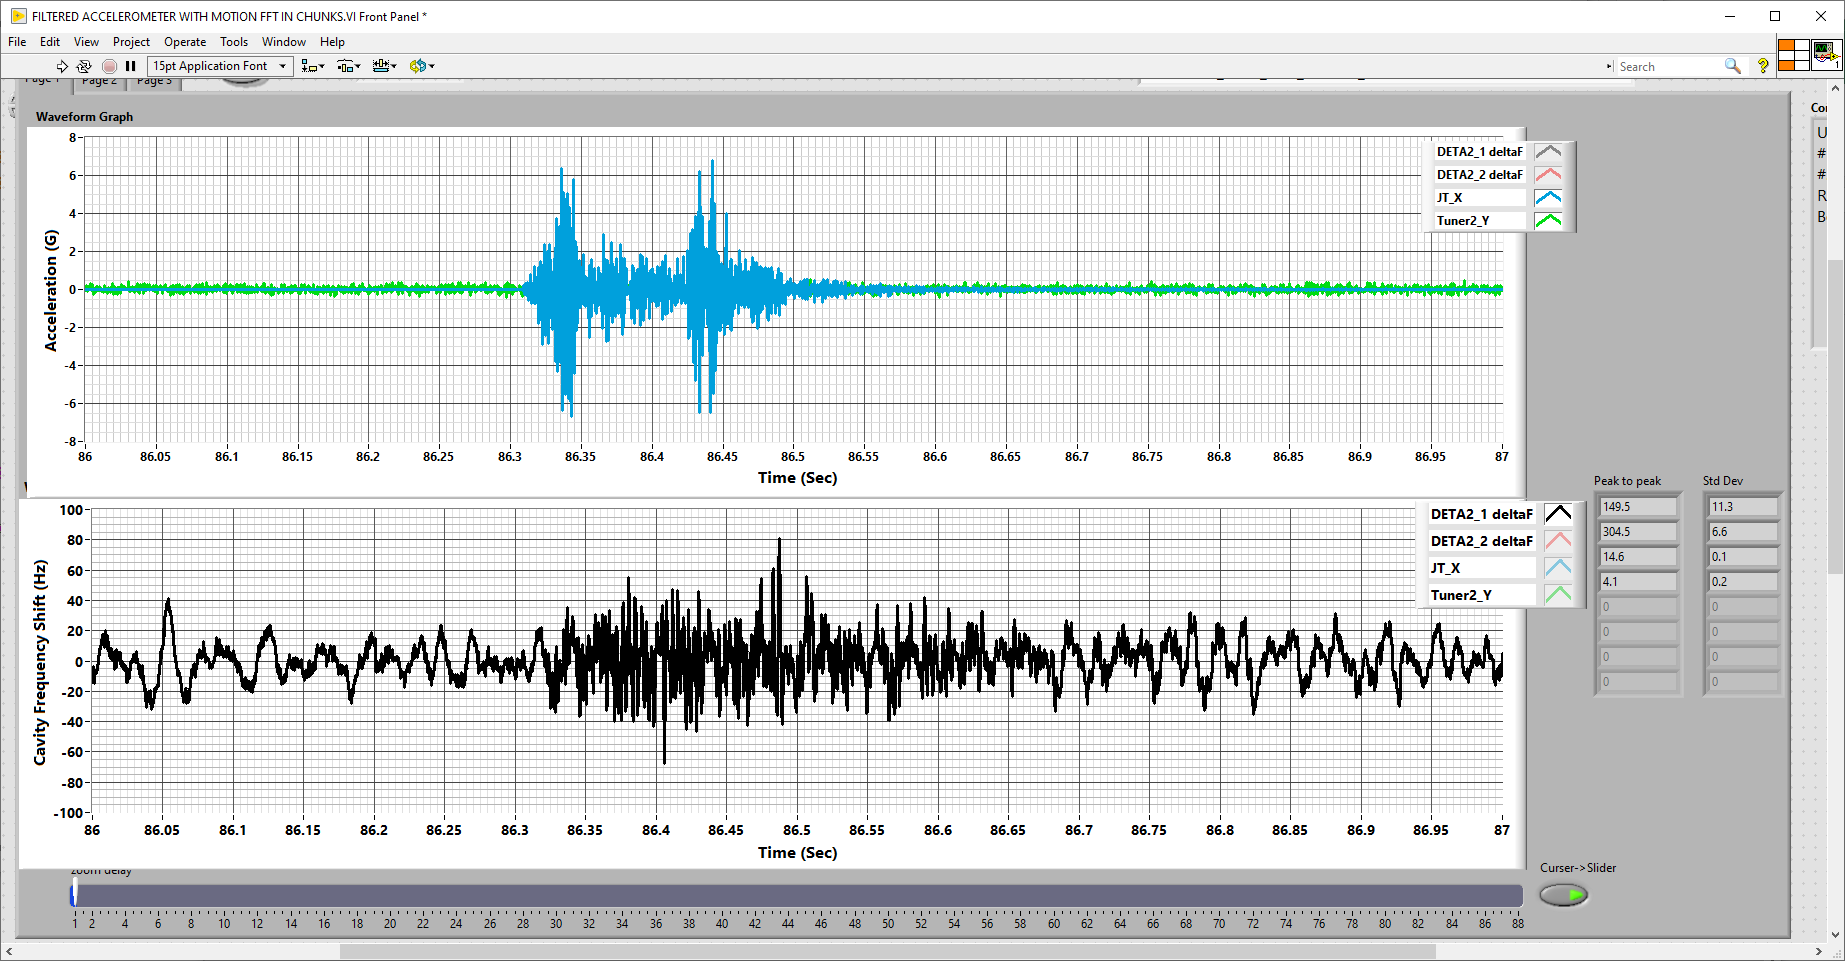 FILTERED ACCELEROMETER WITH MOTION FFT IN CHUNKS.VI Front Panel *
File Edit View Project Operate Tools Window Help
15pt Application Font
Search
1
Page 1 Page 2 Page 3
Waveform Graph
8
6
4
2
0
-2
-4
-6
-8
Acceleration (G)
86 86.05 86.1 86.15 86.2 86.25 86.3 86.35 86.4 86.45 86.5 86.55 86.6 86.65 86.7 86.75 86.8 86.85 86.9 86.95 87
Time (Sec)
DETA2_1 deltaF
DETA2_2 deltaF
JT_X
Tuner2_Y
U
#
#
R
100
80
60
40
20
0
-20
-40
-60
-80
-100
Cavity Frequency Shift (Hz)
86 86.05 86.1 86.15 86.2 86.25 86.3 86.35 86.4 86.45 86.5 86.55 86.6 86.65 86.7 86.75 86.8 86.85 86.9 86.95 87
Time (Sec)
DETA2_1 deltaF
DETA2_2 deltaF
JT_X
Tuner2_Y
Peak to peak Std Dev
149.5 11.3
304.5 6.6
14.6 0.1
4.1 0.2
0 0
0 0
0 0
0 0
zoom delay
1 2 4 6 8 10 12 14 16 18 20 22 24 26 28 30 32 34 36 38 40 42 44 46 48 50 52 54 56 58 60 62 64 66 68 70 72 74 76 78 80 82 84 86 88
Curser->Slider